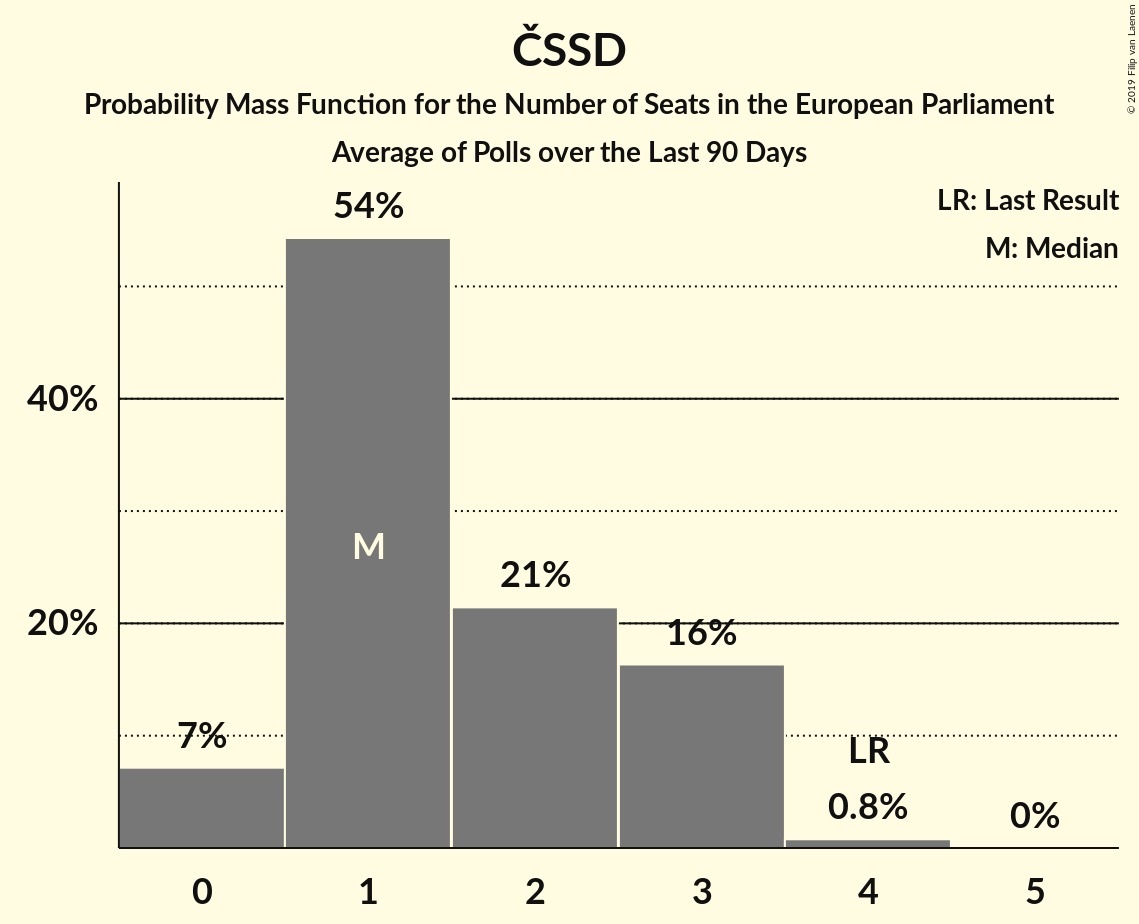 ČSSD
Probability Mass Function for the Number of Seats in the European Parliament
Average of Polls over the Last 90 Days
© 2019 Filip van Laenen
LR: Last Result
M: Median
54%
40%
M
21%
20%
16%
7%
LR
0.8%
0%
0 1 2 3 4 5